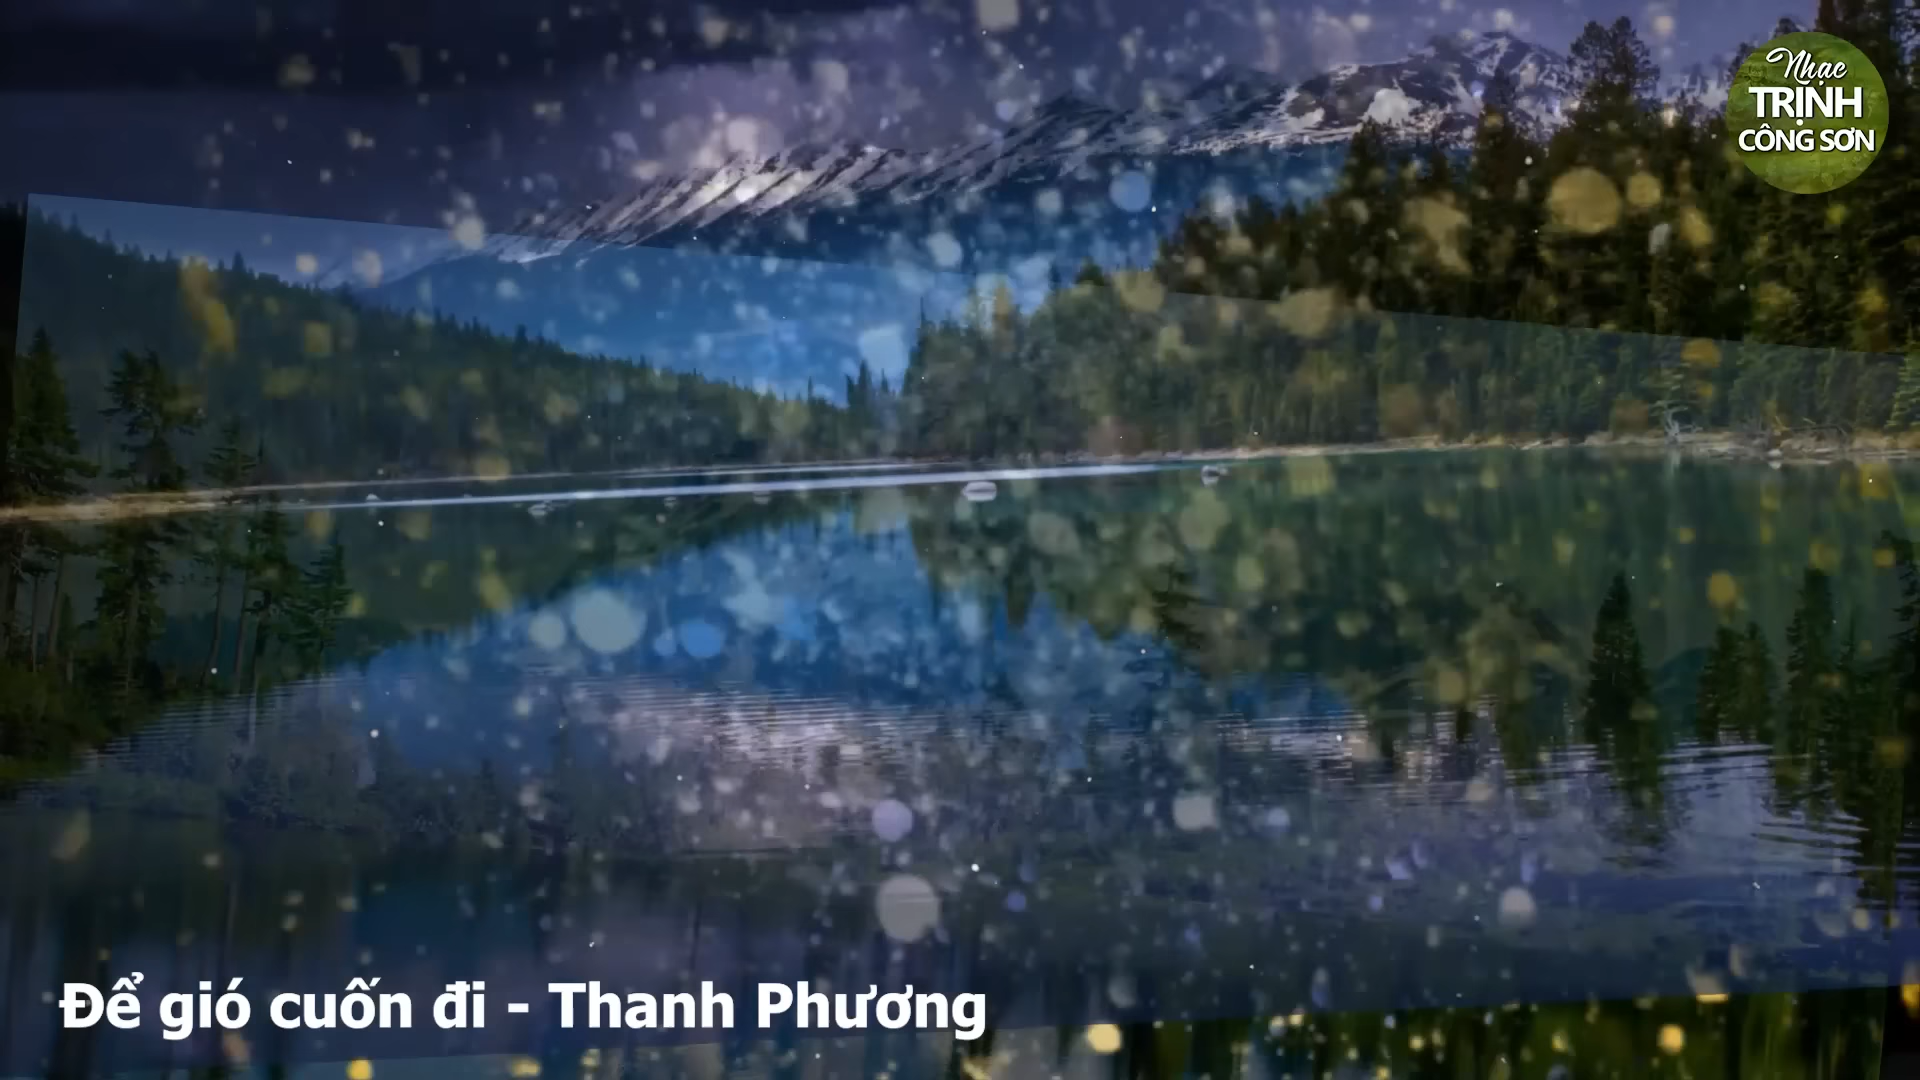 Nhạc
TRỊNH
CÔNG SƠN
Để gió cuốn đi - Thanh Phương